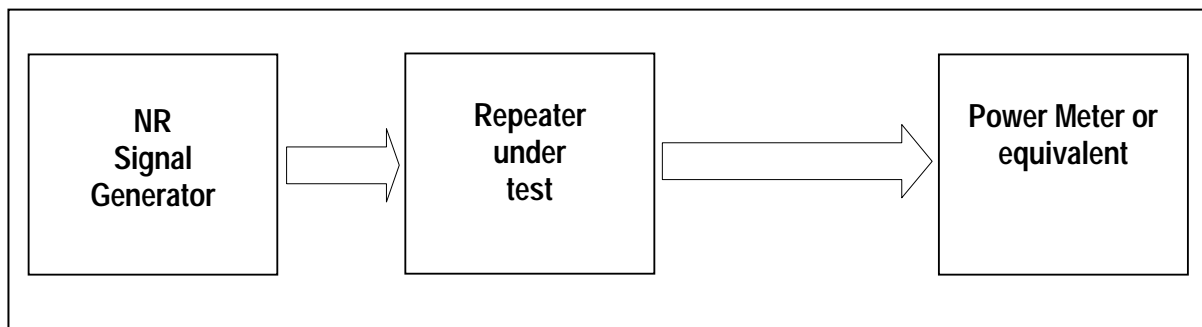 NR
Signal
Generator
Repeater
under
test
Power Meter or
equivalent